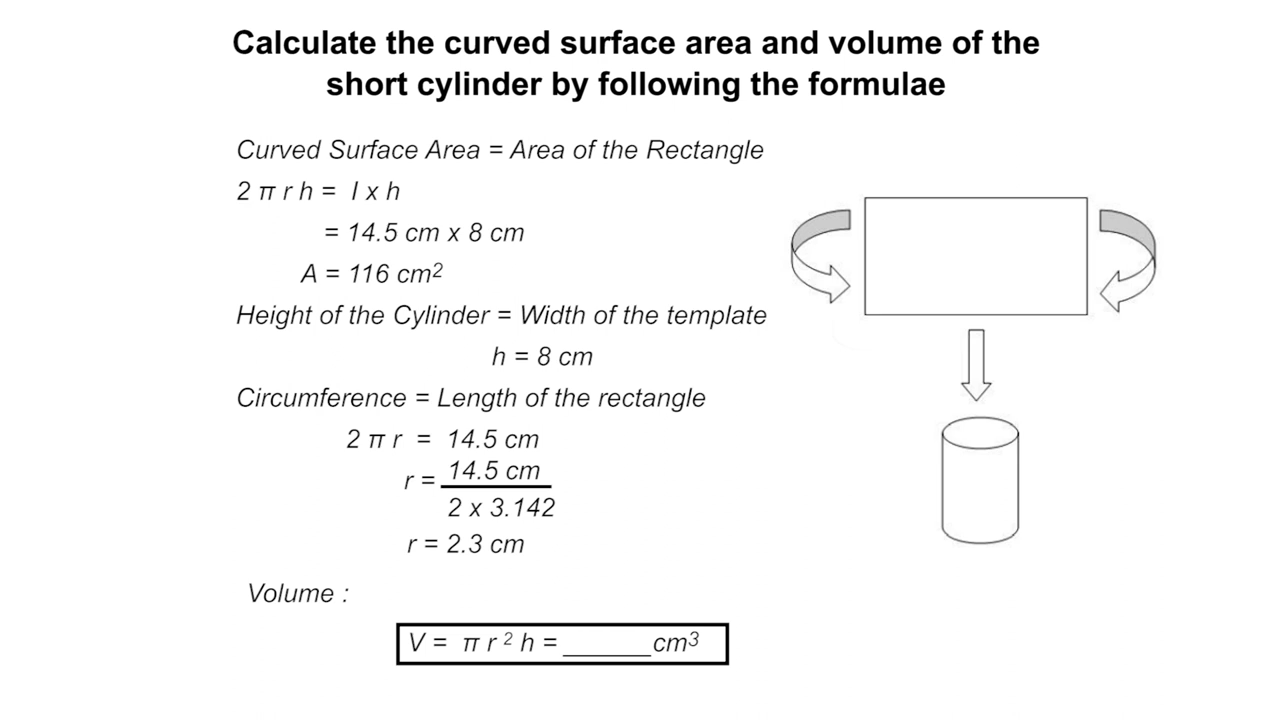 Calculate the curved surface area and volume of the
short cylinder by following the formulae
Curved Surface Area = Area of the Rectangle
2 π r h = l x h
= 14.5 cm x 8 cm
A = 116 cm²
Height of the Cylinder = Width of the template
h = 8 cm
Circumference = Length of the rectangle
2 π r = 14.5 cm
r = 14.5 cm
2 x 3.142
r = 2.3 cm
Volume :
V = π r ² h = ______ cm³